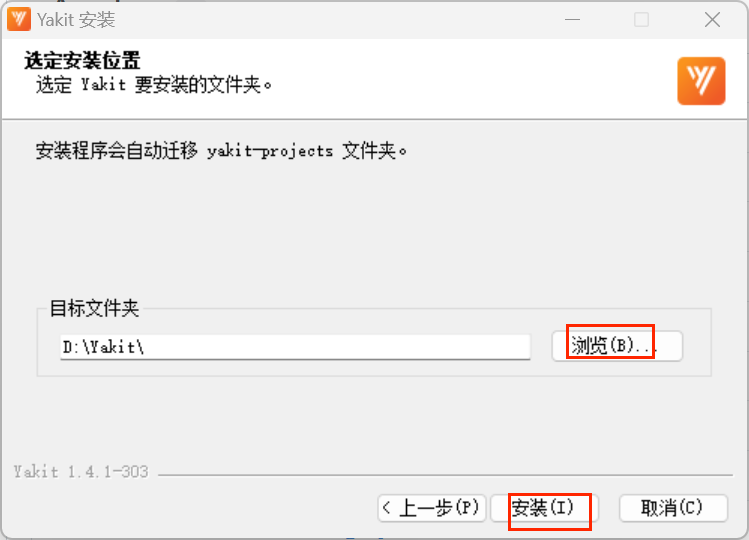 Yakit 安装
选定安装位置
选定 Yakit 要安装的文件夹。
安装程序会自动迁移 yakit-projects 文件夹。
目标文件夹
D:\Yakit\
浏览(B)...
Yakit 1.4.1-303
< 上一步(P)
安装(I)
取消(C)